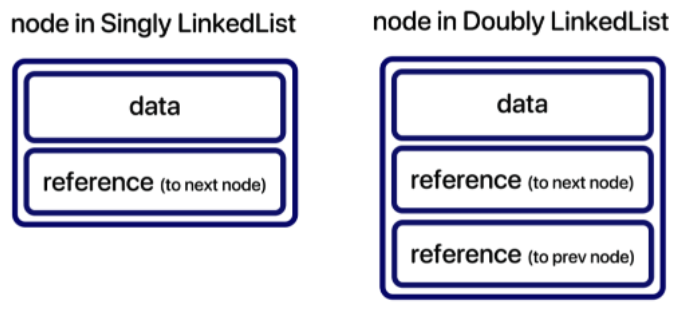 node in Singly LinkedList
data
reference (to next node)
node in Doubly LinkedList
data
reference (to next node)
reference (to prev node)